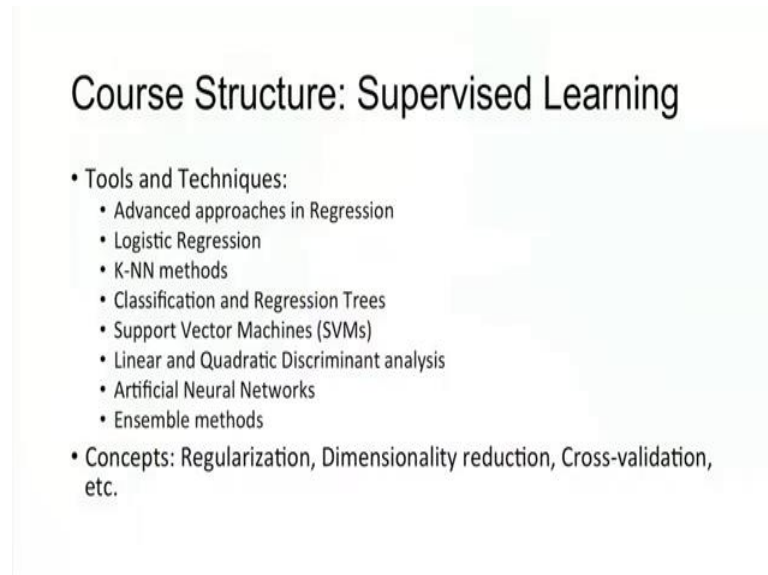 Course Structure: Supervised Learning
• Tools and Techniques:
• Advanced approaches in Regression
• Logistic Regression
• K-NN methods
• Classification and Regression Trees
• Support Vector Machines (SVMs)
• Linear and Quadratic Discriminant analysis
• Artificial Neural Networks
• Ensemble methods
• Concepts: Regularization, Dimensionality reduction, Cross-validation,
etc.